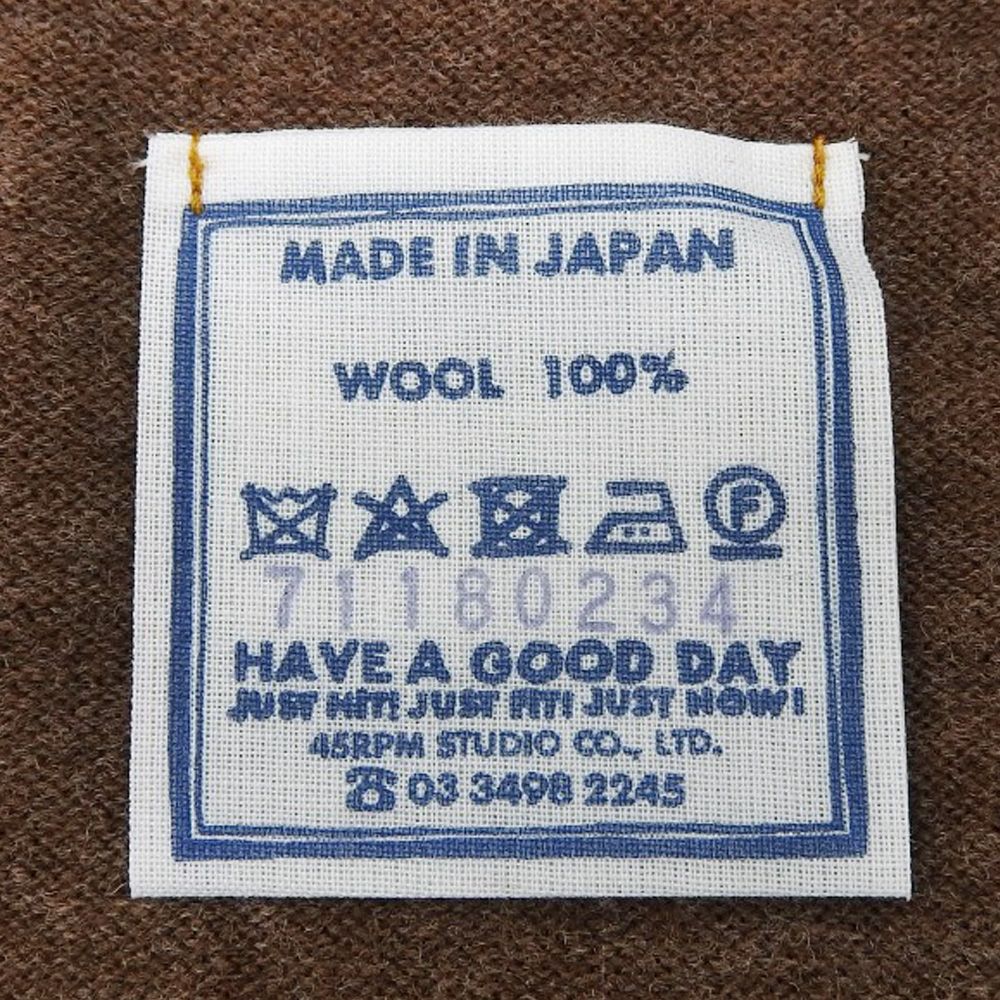 MADE IN JAPAN
WOOL 100%
F
71180234
HAVE A GOOD DAY
JUST HIT! JUST FIT! JUST NOW!
45RPM STUDIO CO., LTD.
☎ 03 3498 2245